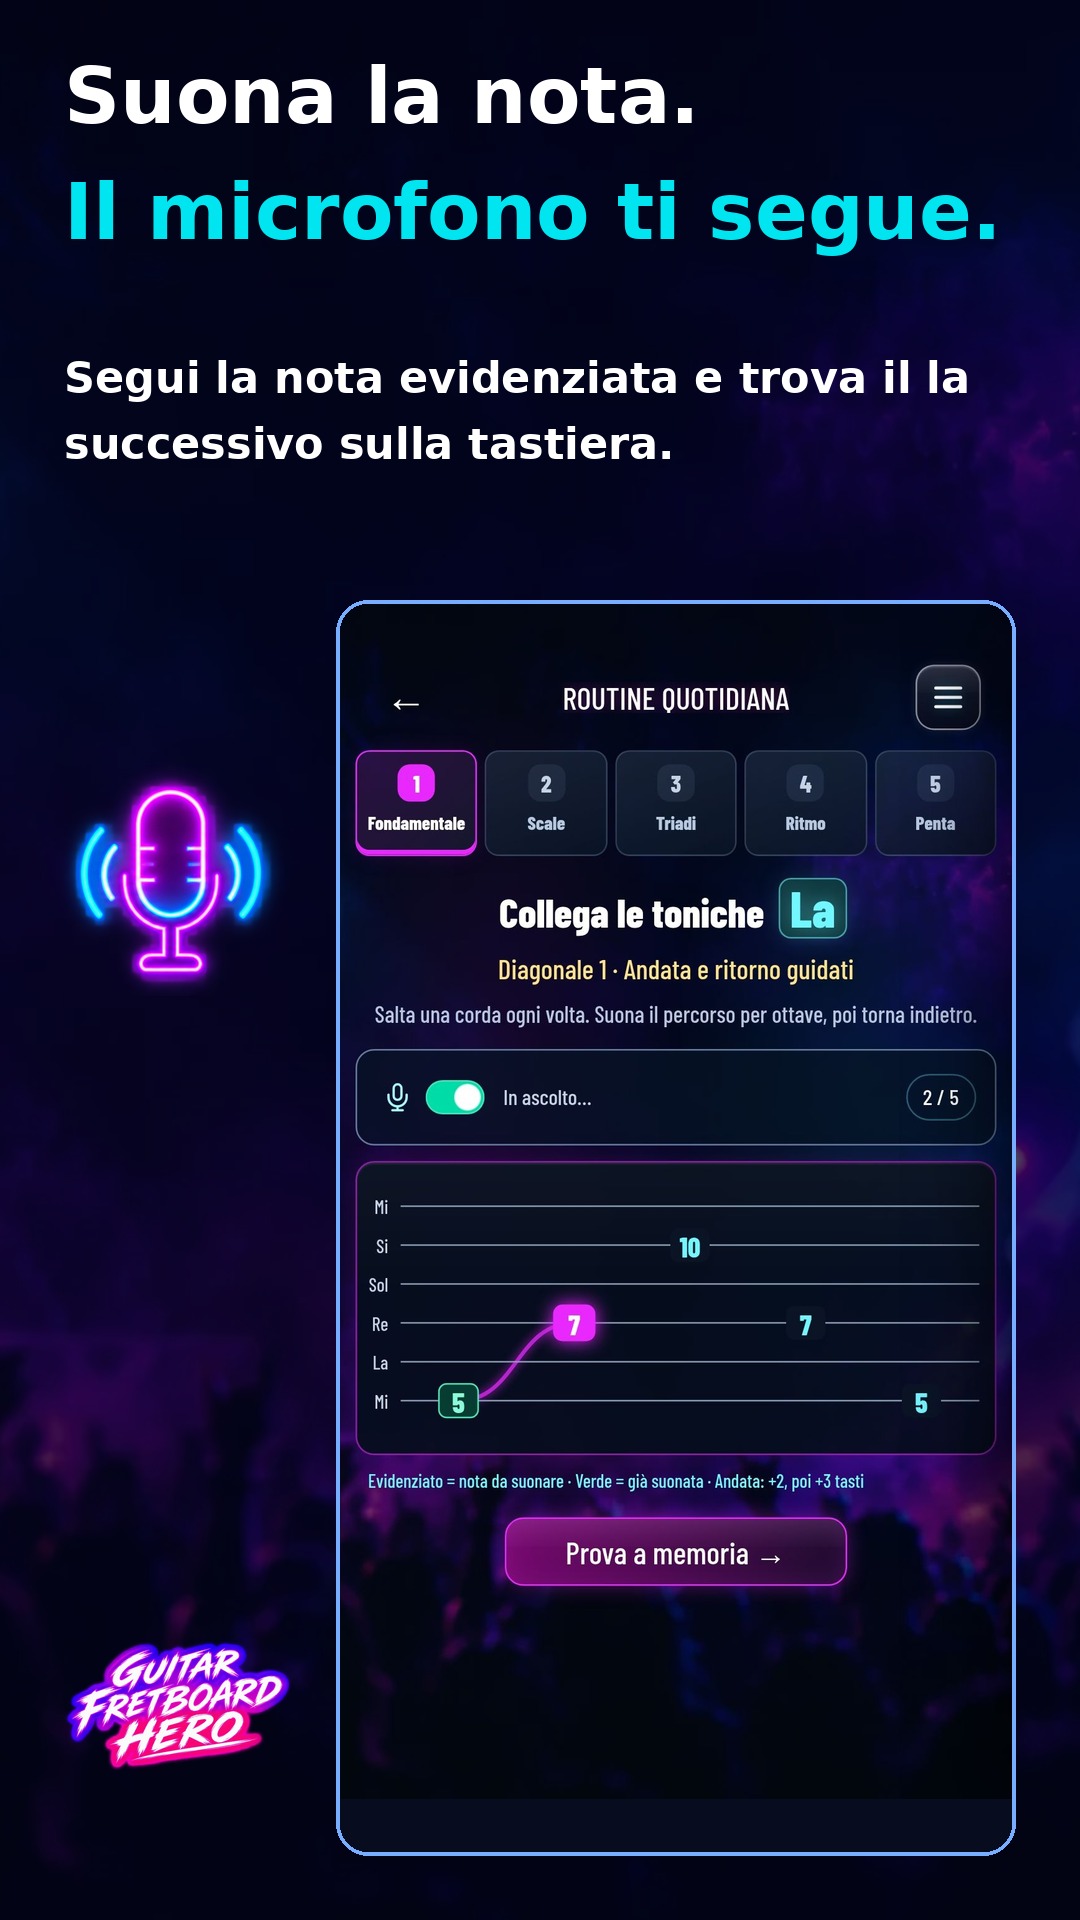 Suona la nota.
Il microfono ti segue.
Segui la nota evidenziata e trova il la
successivo sulla tastiera.
← ROUTINE QUOTIDIANA
1 2 3 4 5
Fondamentale Scale Triadi Ritmo Penta
Collega le toniche La
Diagonale 1 · Andata e ritorno guidati
Salta una corda ogni volta. Suona il percorso per ottave, poi torna indietro.
In ascolto... 2 / 5
Mi
Si 10
Sol
Re 7 7
La
Mi 5 5
Evidenziato = nota da suonare · Verde = già suonata · Andata: +2, poi +3 tasti
Prova a memoria →
GUITAR
FRETBOARD
HERO